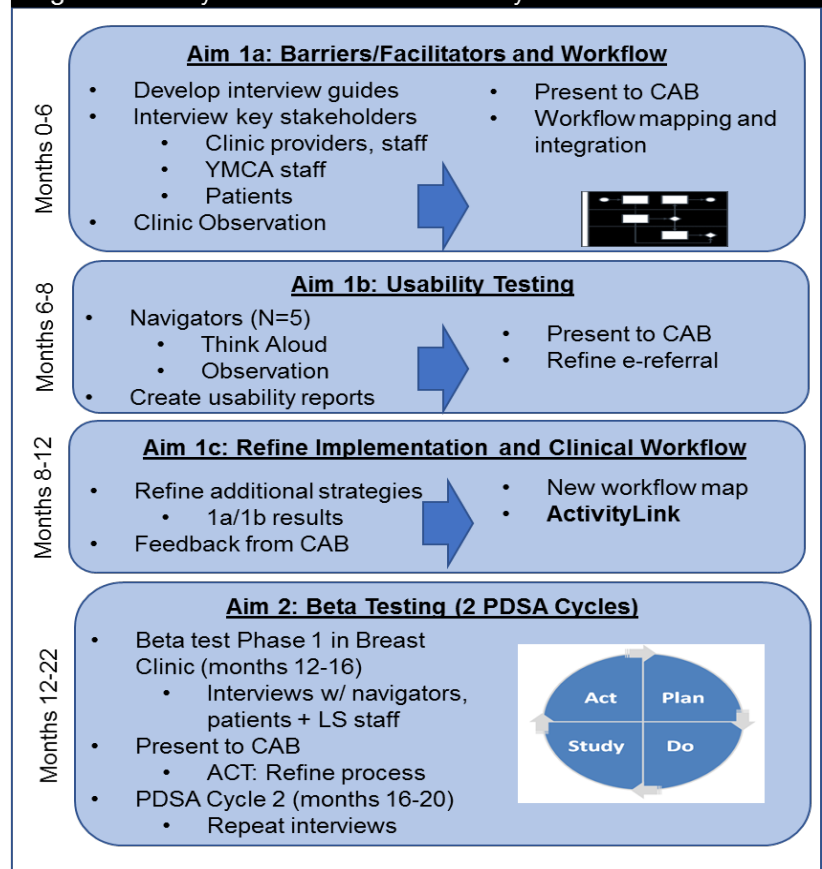 Months 0-6
Aim 1a: Barriers/Facilitators and Workflow
• Develop interview guides
• Interview key stakeholders
• Clinic providers, staff
• YMCA staff
• Patients
• Clinic Observation
• Present to CAB
• Workflow mapping and
integration
Months 6-8
Aim 1b: Usability Testing
• Navigators (N=5)
• Think Aloud
• Observation
• Create usability reports
• Present to CAB
• Refine e-referral
Months 8-12
Aim 1c: Refine Implementation and Clinical Workflow
• Refine additional strategies
• 1a/1b results
• Feedback from CAB
• New workflow map
• ActivityLink
Months 12-22
Aim 2: Beta Testing (2 PDSA Cycles)
• Beta test Phase 1 in Breast
Clinic (months 12-16)
• Interviews w/ navigators,
patients + LS staff
• Present to CAB
• ACT: Refine process
• PDSA Cycle 2 (months 16-20)
• Repeat interviews
Act
Plan
Study
Do